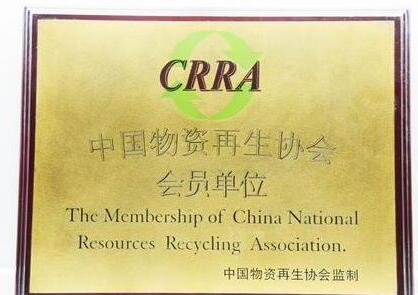 CRRA
中国物资再生协会
会员单位
The Membership of China National
Resources Recycling Association.
中国物资再生协会监制